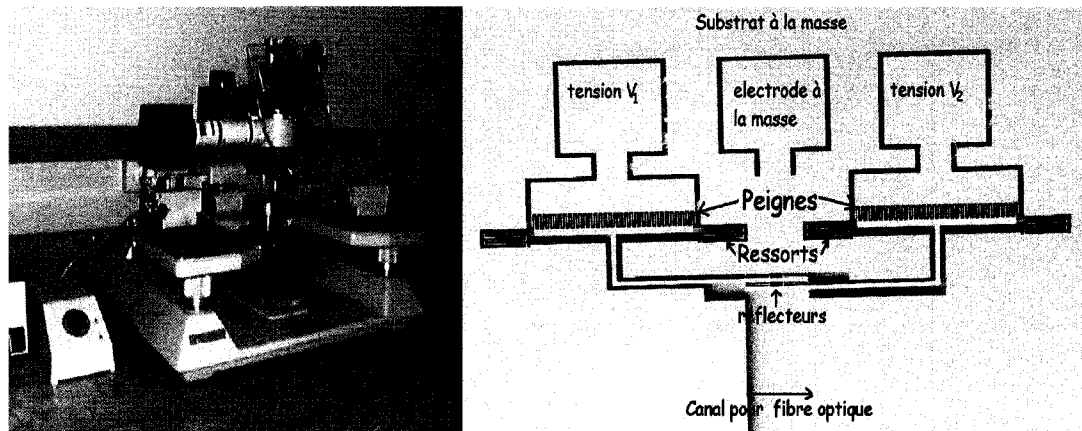 Substrat à la masse
tension V₁
electrode à
la masse
tension V₂
Peignes
Ressorts
réflecteurs
Canal pour fibre optique